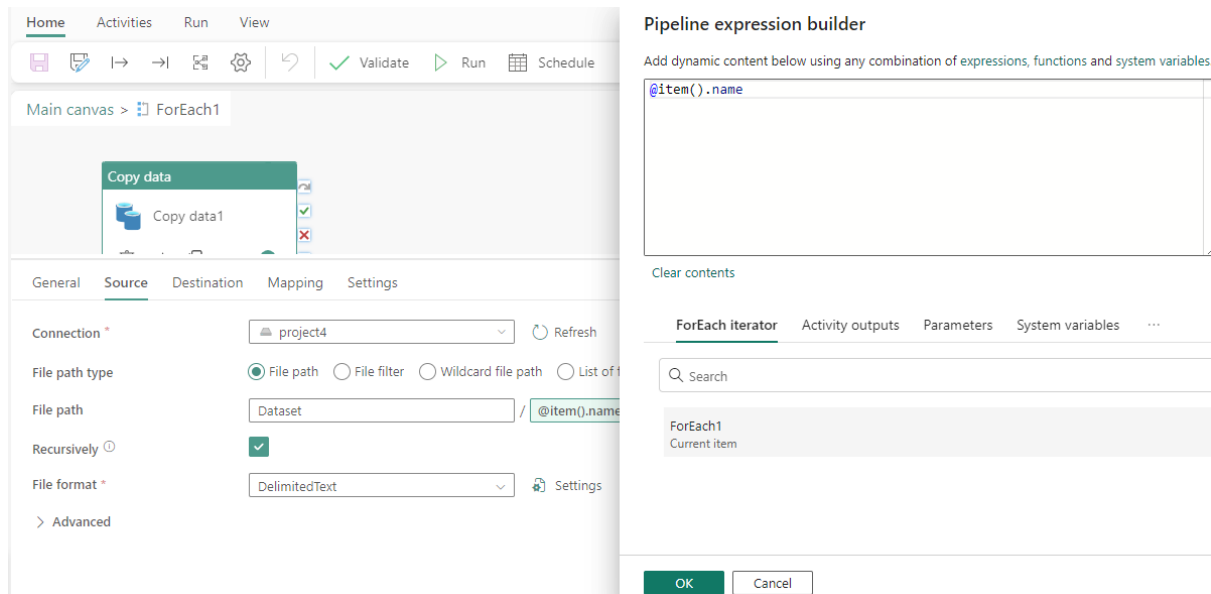 Home Activities Run View
Validate Run Schedule
Main canvas > ForEach1
Copy data
Copy data1
General Source Destination Mapping Settings
Connection *
project4
Refresh
File path type
File path File filter Wildcard file path List of
File path
Dataset / @item().name
Recursively
File format *
DelimitedText
Settings
Advanced
Pipeline expression builder
Add dynamic content below using any combination of expressions, functions and system variables
@item().name
Clear contents
ForEach iterator Activity outputs Parameters System variables ...
Search
ForEach1
Current item
OK Cancel